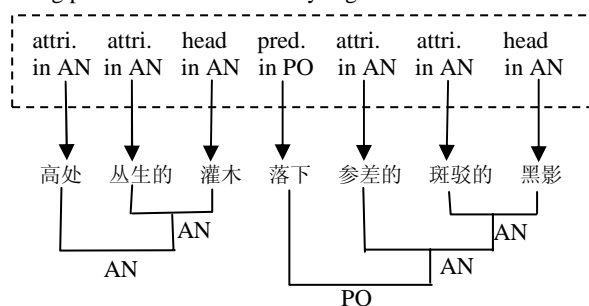 attri. attri. head pred. attri. attri. head
in AN in AN in AN in PO in AN in AN in AN
高处 丛生的 灌木 落下 参差的 斑驳的 黑影
AN AN
AN AN
PO